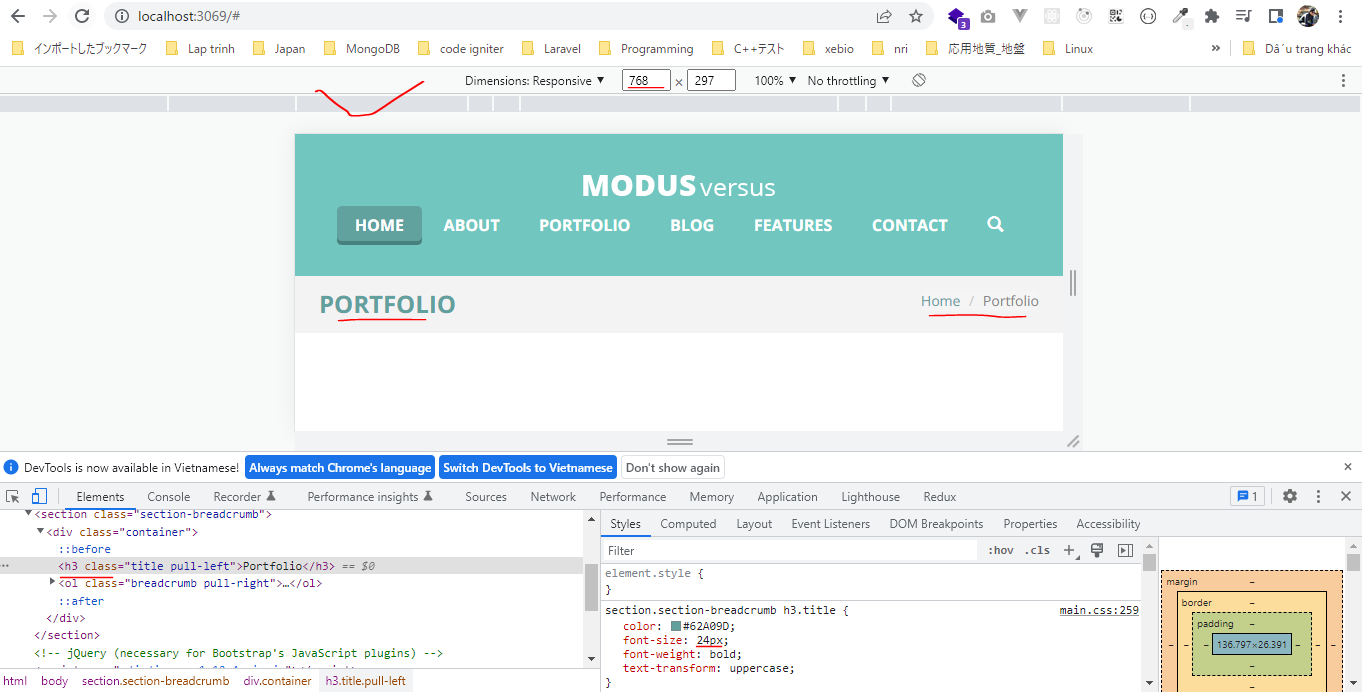 localhost:3069/#
3
インポートしたブックマーク Lap trinh Japan MongoDB code igniter Laravel Programming C++テスト xebio nri 応用地質_地盤 Linux » Dấu trang khác
Dimensions: Responsive ▼ 768 × 297 100% ▼ No throttling ▼
MODUS versus
HOME ABOUT PORTFOLIO BLOG FEATURES CONTACT
PORTFOLIO Home / Portfolio
DevTools is now available in Vietnamese! Always match Chrome's language Switch DevTools to Vietnamese Don't show again ×
Elements Console Recorder Performance insights Sources Network Performance Memory Application Lighthouse Redux 1
▼<section class="section-breadcrumb">
▼<div class="container">
::before
<h3 class="title pull-left">Portfolio</h3> == $0
▶<ol class="breadcrumb pull-right">…</ol>
::after
</div>
</section>
<!-- jQuery (necessary for Bootstrap's JavaScript plugins) -->
html body section.section-breadcrumb div.container h3.title.pull-left
Styles Computed Layout Event Listeners DOM Breakpoints Properties Accessibility
Filter :hov .cls +
element.style {
}
section.section-breadcrumb h3.title { main.css:259
color: #62A09D;
font-size: 24px;
font-weight: bold;
text-transform: uppercase;
}
margin –
border –
padding –
– – – 136.797×26.391 – – –
–
–